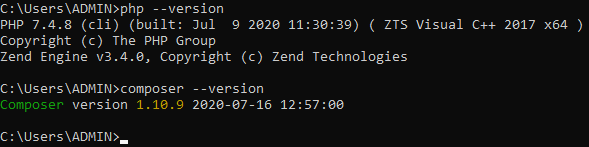 C:\Users\ADMIN>php --version
PHP 7.4.8 (cli) (built: Jul  9 2020 11:30:39) ( ZTS Visual C++ 2017 x64 )
Copyright (c) The PHP Group
Zend Engine v3.4.0, Copyright (c) Zend Technologies
C:\Users\ADMIN>composer --version
Composer version 1.10.9 2020-07-16 12:57:00
C:\Users\ADMIN>